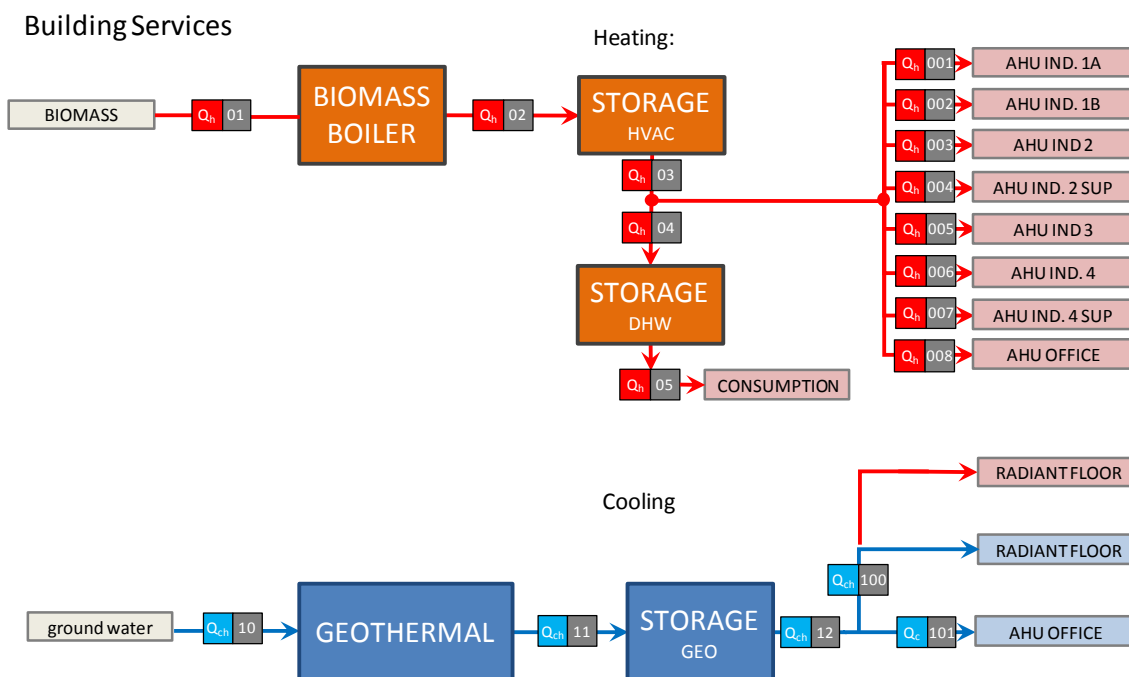 Building Services
Heating:
BIOMASS
Qh 01
BIOMASS
BOILER
Qh 02
STORAGE
HVAC
Qh 03
Qh 04
STORAGE
DHW
Qh 05
CONSUMPTION
Qh 001
AHU IND. 1A
Qh 002
AHU IND. 1B
Qh 003
AHU IND 2
Qh 004
AHU IND. 2 SUP
Qh 005
AHU IND 3
Qh 006
AHU IND. 4
Qh 007
AHU IND. 4 SUP
Qh 008
AHU OFFICE
Cooling
RADIANT FLOOR
RADIANT FLOOR
Qch 100
ground water
Qch 10
GEOTHERMAL
Qch 11
STORAGE
GEO
Qch 12
Qc 101
AHU OFFICE